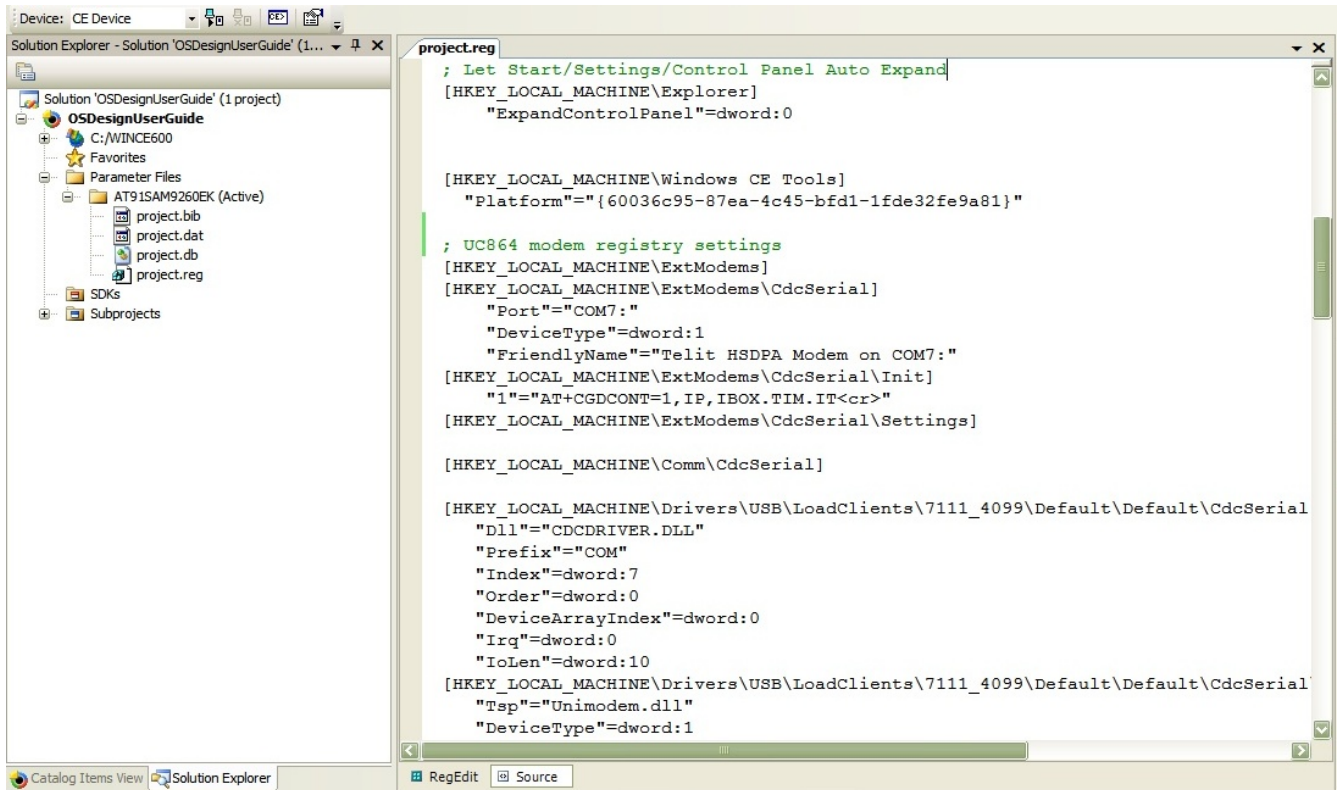 Device: CE Device
Solution Explorer - Solution 'OSDesignUserGuide' (1...
Solution 'OSDesignUserGuide' (1 project)
OSDesignUserGuide
C:/WINCE600
Favorites
Parameter Files
AT91SAM9260EK (Active)
project.bib
project.dat
project.db
project.reg
SDKs
Subprojects
Catalog Items View Solution Explorer
project.reg
; Let Start/Settings/Control Panel Auto Expand
[HKEY_LOCAL_MACHINE\Explorer]
"ExpandControlPanel"=dword:0
[HKEY_LOCAL_MACHINE\Windows CE Tools]
"Platform"="{60036c95-87ea-4c45-bfd1-1fde32fe9a81}"
; UC864 modem registry settings
[HKEY_LOCAL_MACHINE\ExtModems]
[HKEY_LOCAL_MACHINE\ExtModems\CdcSerial]
"Port"="COM7:"
"DeviceType"=dword:1
"FriendlyName"="Telit HSDPA Modem on COM7:"
[HKEY_LOCAL_MACHINE\ExtModems\CdcSerial\Init]
"1"="AT+CGDCONT=1,IP,IBOX.TIM.IT<cr>"
[HKEY_LOCAL_MACHINE\ExtModems\CdcSerial\Settings]
[HKEY_LOCAL_MACHINE\Comm\CdcSerial]
[HKEY_LOCAL_MACHINE\Drivers\USB\LoadClients\7111_4099\Default\Default\CdcSerial
"Dll"="CDCDRIVER.DLL"
"Prefix"="COM"
"Index"=dword:7
"Order"=dword:0
"DeviceArrayIndex"=dword:0
"Irq"=dword:0
"IoLen"=dword:10
[HKEY_LOCAL_MACHINE\Drivers\USB\LoadClients\7111_4099\Default\Default\CdcSerial\
"Tsp"="Unimodem.dll"
"DeviceType"=dword:1
RegEdit Source